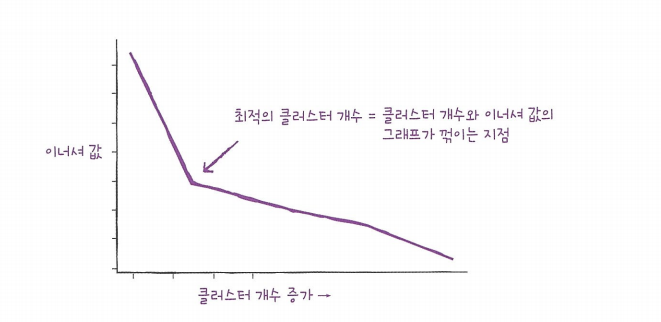 최적의 클러스터 개수 = 클러스터 개수와 이너셔 값의
그래프가 꺾이는 지점
이너셔 값
클러스터 개수 증가 →